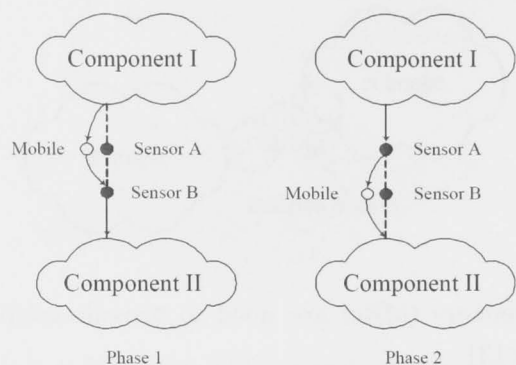 Component I
Mobile
Sensor A
Sensor B
Component II
Phase 1
Component I
Sensor A
Mobile
Sensor B
Component II
Phase 2